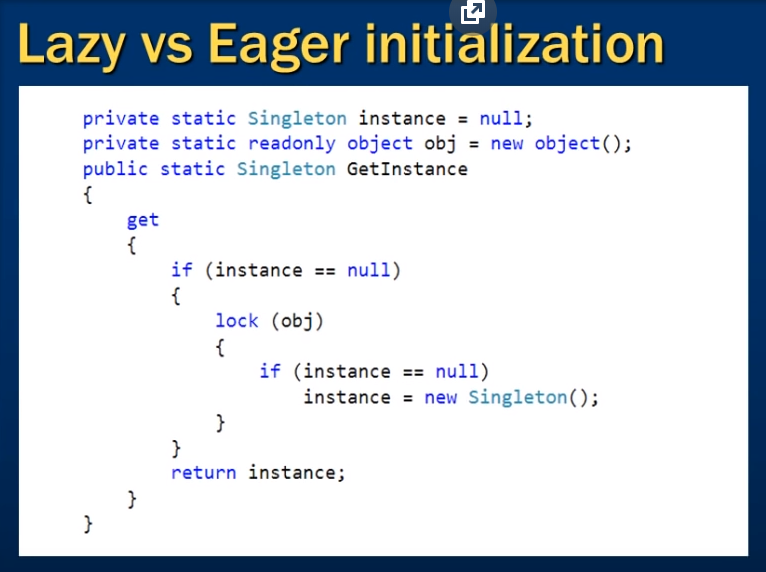 Lazy vs Eager initialization
private static Singleton instance = null;
private static readonly object obj = new object();
public static Singleton GetInstance
{
get
{
if (instance == null)
{
lock (obj)
{
if (instance == null)
instance = new Singleton();
}
}
return instance;
}
}